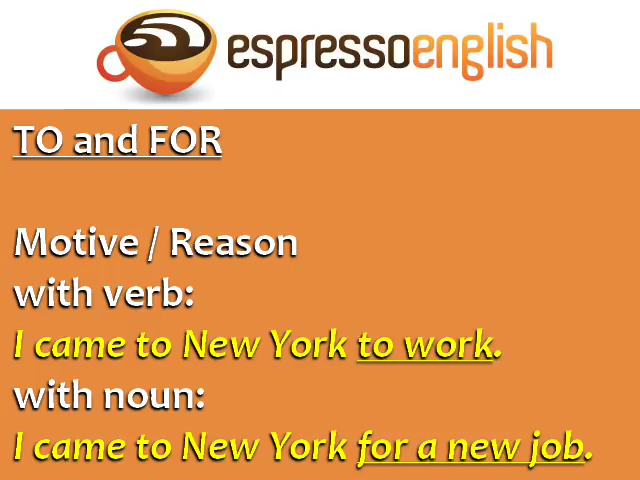 espressoenglish
TO and FOR
Motive / Reason
with verb:
I came to New York to work.
with noun:
I came to New York for a new job.